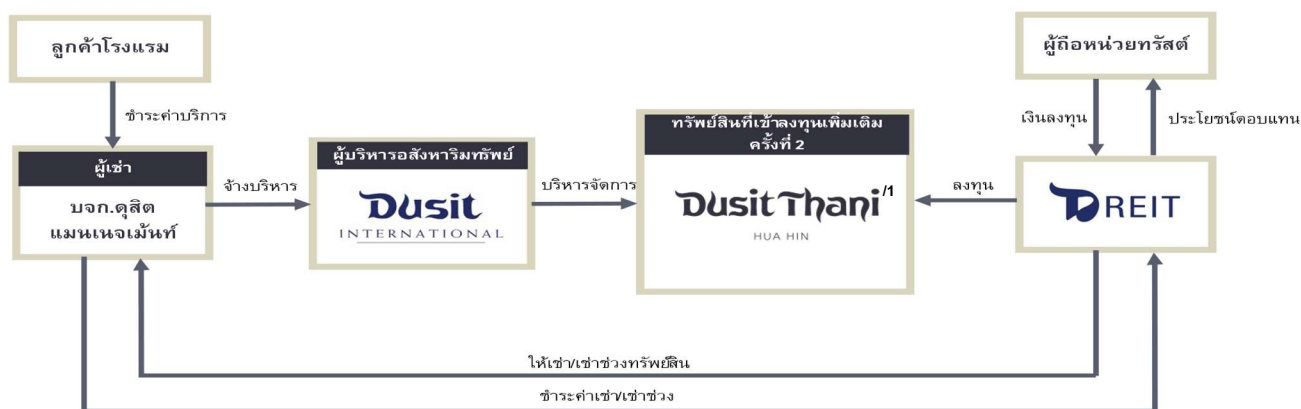 ลูกค้าโรงแรม
ผู้ถือหน่วยทรัสต์
ชำระค่าบริการ
เงินลงทุน
ประโยชน์ตอบแทน
ผู้เช่า
บจก.ดุสิต
แมนเนจเม้นท์
จ้างบริหาร
ผู้บริหารอสังหาริมทรัพย์
Dusit
INTERNATIONAL
บริหารจัดการ
ทรัพย์สินที่เข้าลงทุนเพิ่มเติม
ครั้งที่ 2
Dusit Thani/1
HUA HIN
ลงทุน
DREIT
ให้เช่า/เช่าช่วงทรัพย์สิน
ชำระค่าเช่า/เช่าช่วง